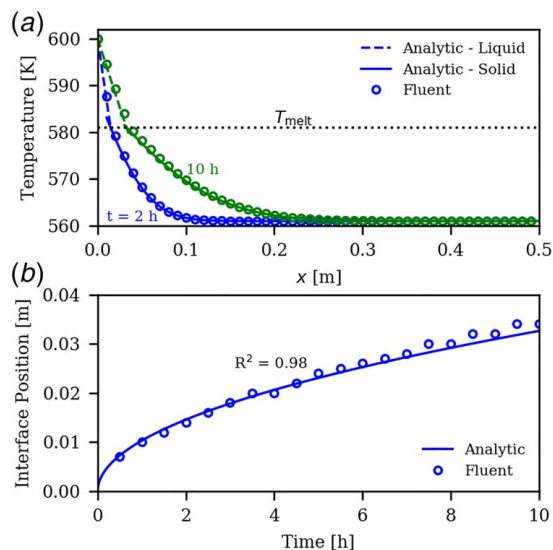 (a)
Temperature [K]
600
590
580
570
560
Analytic - Liquid
Analytic - Solid
Fluent
T_melt
10 h
t = 2 h
0.0 0.1 0.2 0.3 0.4 0.5
x [m]
(b)
Interface Position [m]
0.04
0.03
0.02
0.01
0.00
R² = 0.98
Analytic
Fluent
0 2 4 6 8 10
Time [h]